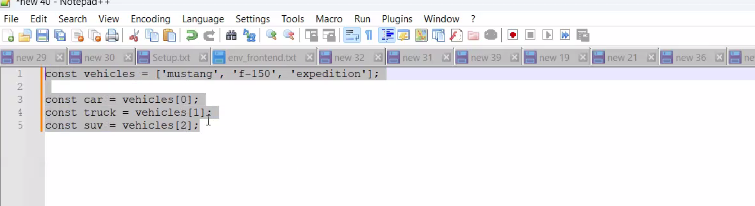 *new 40 - Notepad++
File Edit Search View Encoding Language Settings Tools Macro Run Plugins Window ?
new 29 new 30 Setup.txt env_frontend.txt new 32 new 31 new 39 new 19 new 21 new 36 ne
1 const vehicles = ['mustang', 'f-150', 'expedition'];
2
3 const car = vehicles[0];
4 const truck = vehicles[1];
5 const suv = vehicles[2];